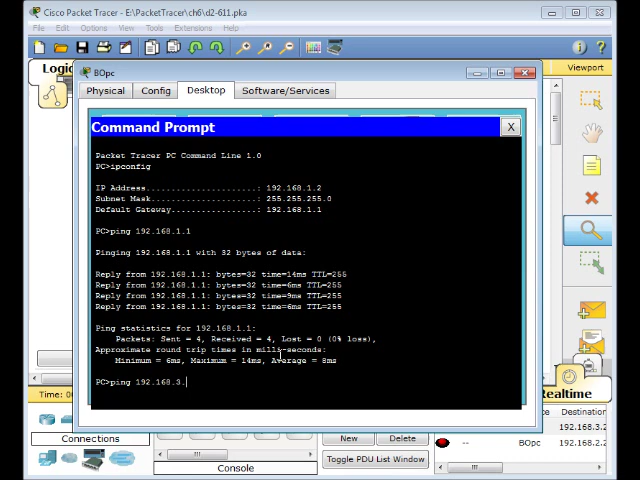 Cisco Packet Tracer - E:\PacketTracer\ch6\d2-611.pka
File Edit Options View Tools Extensions Help
Logic
Viewport
BOpc
Physical Config Desktop Software/Services
Command Prompt X
Packet Tracer PC Command Line 1.0
PC>ipconfig
IP Address......................: 192.168.1.2
Subnet Mask.....................: 255.255.255.0
Default Gateway.................: 192.168.1.1
PC>ping 192.168.1.1
Pinging 192.168.1.1 with 32 bytes of data:
Reply from 192.168.1.1: bytes=32 time=14ms TTL=255
Reply from 192.168.1.1: bytes=32 time=6ms TTL=255
Reply from 192.168.1.1: bytes=32 time=9ms TTL=255
Reply from 192.168.1.1: bytes=32 time=6ms TTL=255
Ping statistics for 192.168.1.1:
Packets: Sent = 4, Received = 4, Lost = 0 (0% loss),
Approximate round trip times in milli-seconds:
Minimum = 6ms, Maximum = 14ms, Average = 8ms
PC>ping 192.168.3.
Time: 0
Realtime
Destination
192.168.3.2
-- BOpc 192.168.2.2
Connections
New Delete
Toggle PDU List Window
Console